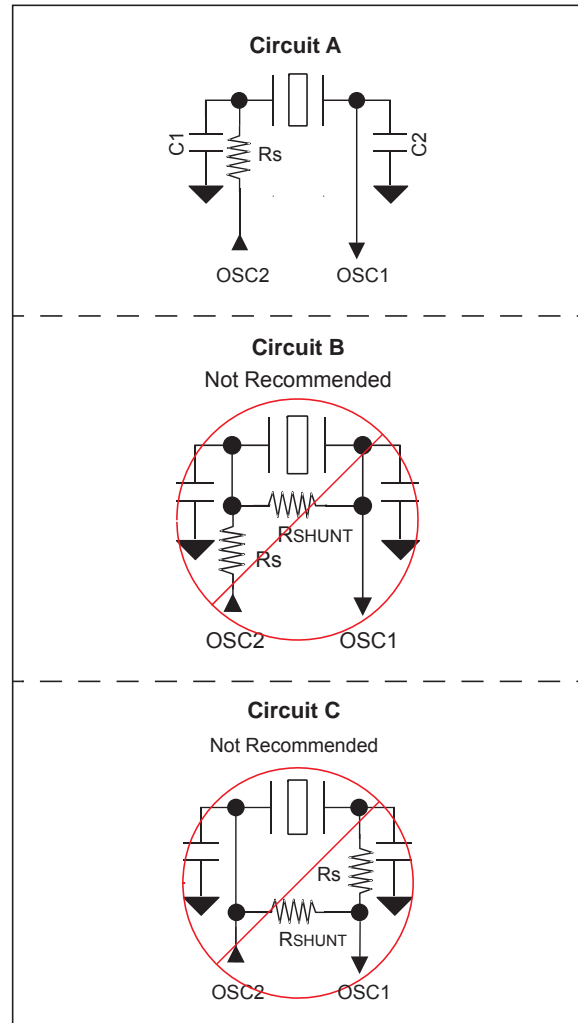 Circuit A
C1
Rs
C2
OSC2 OSC1
Circuit B
Not Recommended
RSHUNT
Rs
OSC2 OSC1
Circuit C
Not Recommended
Rs
RSHUNT
OSC2 OSC1